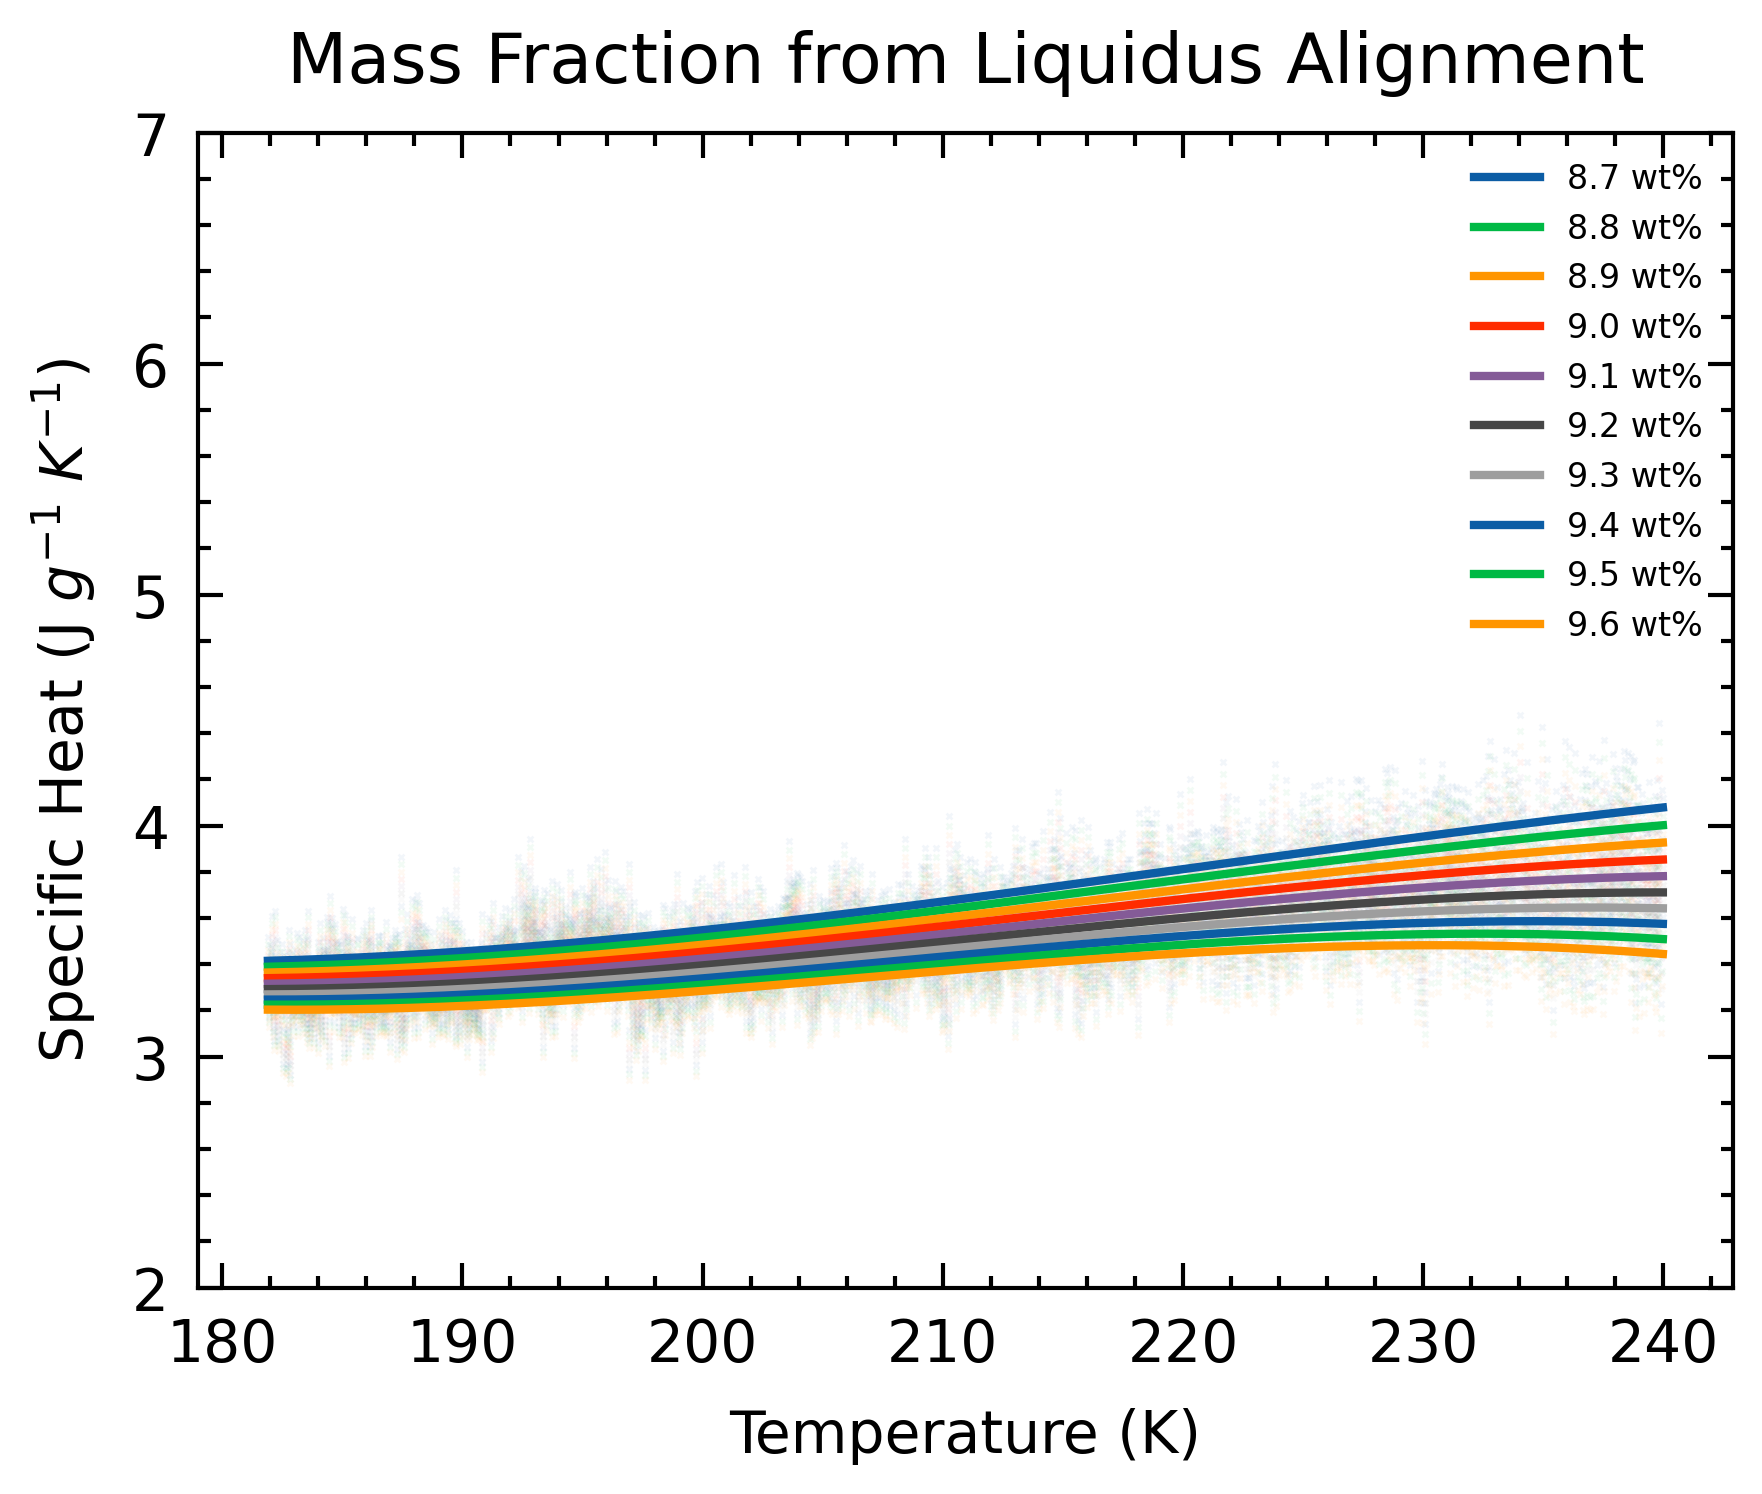 Mass Fraction from Liquidus Alignment
7
6
5
4
3
2
Specific Heat (J g⁻¹ K⁻¹)
8.7 wt%
8.8 wt%
8.9 wt%
9.0 wt%
9.1 wt%
9.2 wt%
9.3 wt%
9.4 wt%
9.5 wt%
9.6 wt%
180 190 200 210 220 230 240
Temperature (K)